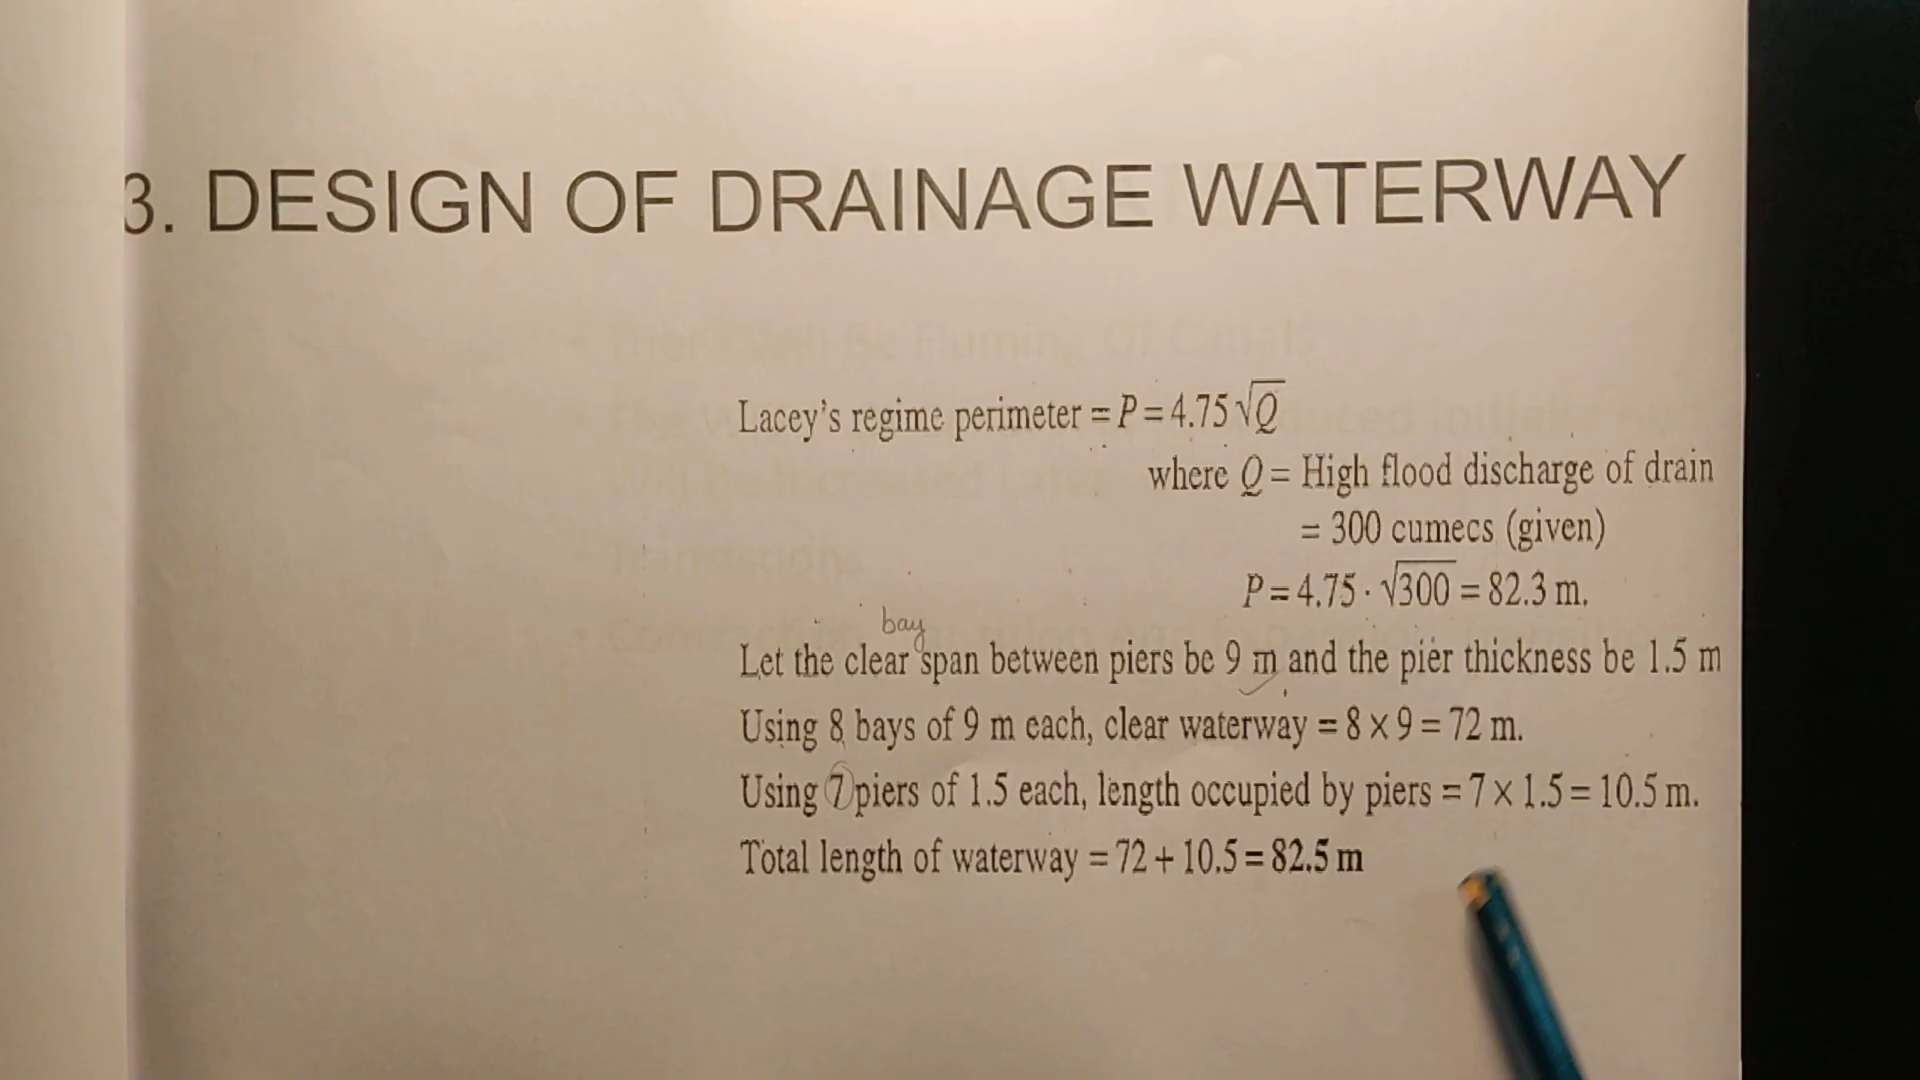 3. DESIGN OF DRAINAGE WATERWAY
Lacey's regime perimeter = P = 4.75 √Q
where Q = High flood discharge of drain
= 300 cumecs (given)
P = 4.75 · √300 = 82.3 m.
bay
Let the clear span between piers be 9 m and the pier thickness be 1.5 m
Using 8 bays of 9 m each, clear waterway = 8 × 9 = 72 m.
Using 7 piers of 1.5 each, length occupied by piers = 7 × 1.5 = 10.5 m.
Total length of waterway = 72 + 10.5 = 82.5 m